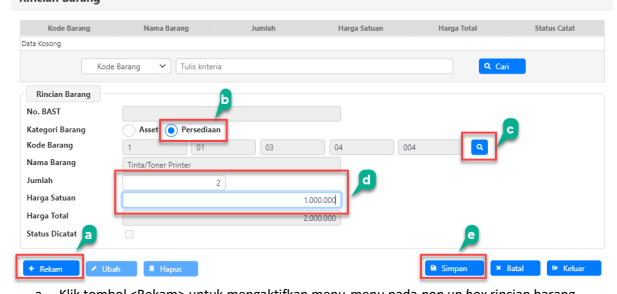 Rincian Barang
Kode Barang Nama Barang Jumlah Harga Satuan Harga Total Status Catat
Data Kosong
Kode Barang Tulis kriteria Cari
Rincian Barang
No. BAST
b
Kategori Barang Asset Persediaan
c
Kode Barang 1 01 03 04 004
Nama Barang Tinta/Toner Printer
d
Jumlah 2
Harga Satuan 1.000.000
Harga Total 2.000.000
Status Dicatat
a e
+ Rekam Ubah Hapus Simpan × Batal Keluar
a. Klik tombol <Rekam> untuk mengaktifkan menu-menu pada pop up box rincian barang